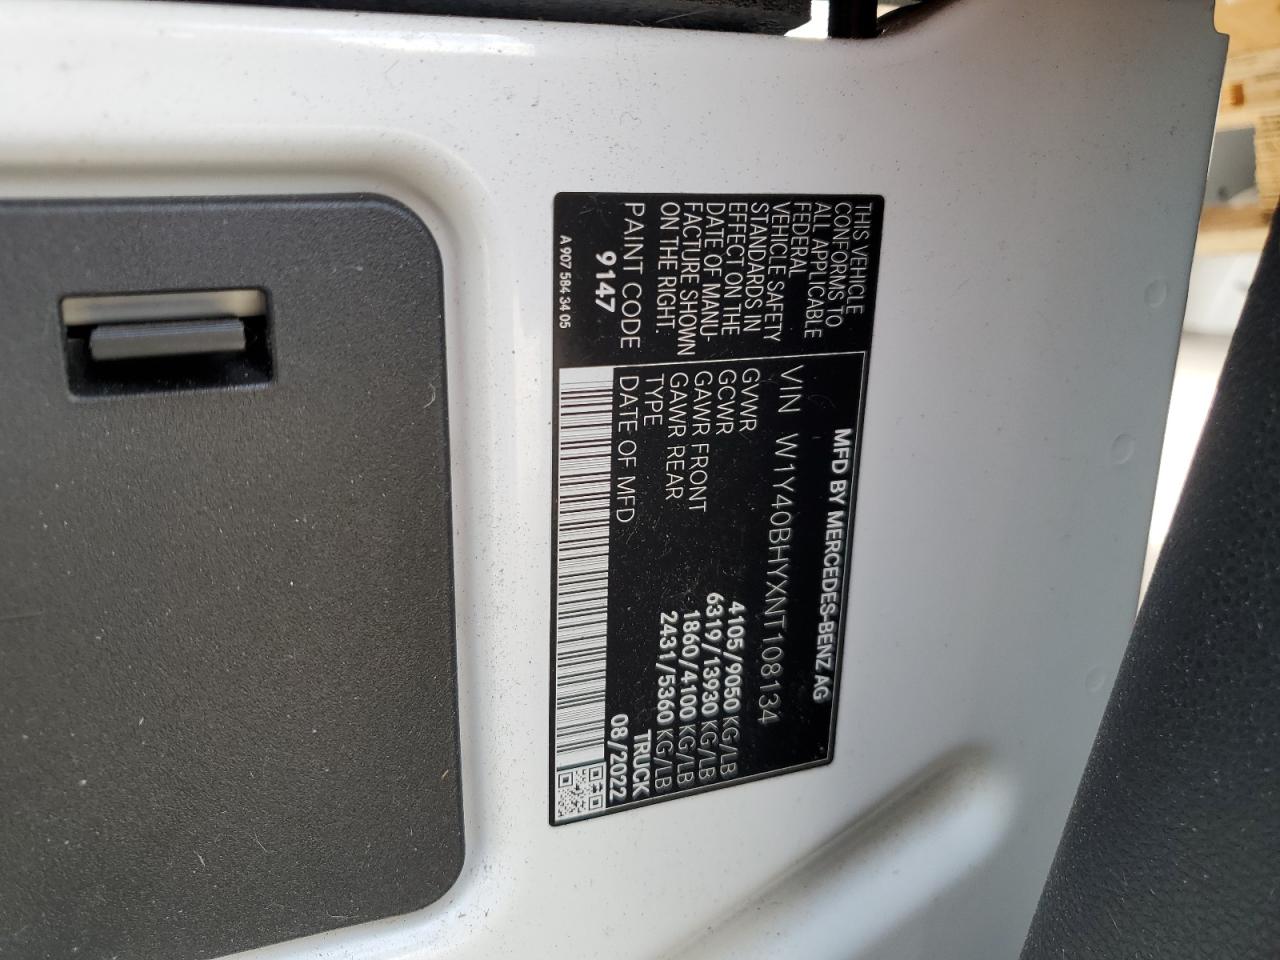 MFD BY MERCEDES-BENZ AG
THIS VEHICLE
CONFORMS TO
ALL APPLICABLE
FEDERAL
VEHICLE SAFETY
STANDARDS IN
EFFECT ON THE
DATE OF MANU-
FACTURE SHOWN
ON THE RIGHT.
PAINT CODE
9147
A 907 584 34 05
VIN W1Y40BHYXNT108134
GVWR 4105/9050 KG/LB
GCWR 6319/13930 KG/LB
GAWR FRONT 1860/4100 KG/LB
GAWR REAR 2431/5360 KG/LB
TYPE TRUCK
DATE OF MFD 08/2022